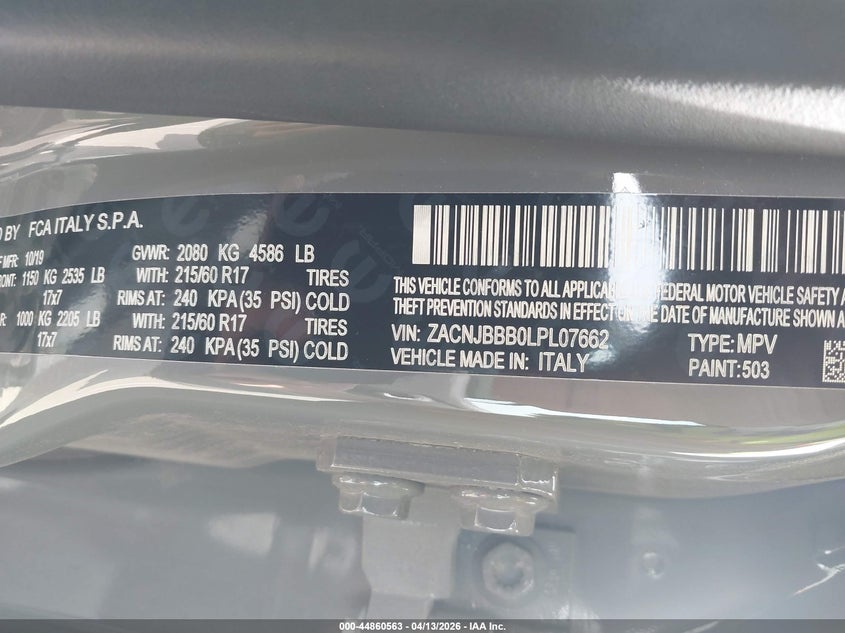 D BY FCA ITALY S.P.A.
F MFR: 10/19 GVWR: 2080 KG 4586 LB
RONT: 1150 KG 2535 LB WITH: 215/60 R17 TIRES
17x7 RIMS AT: 240 KPA (35 PSI) COLD
R: 1000 KG 2205 LB WITH: 215/60 R17 TIRES
17x7 RIMS AT: 240 KPA (35 PSI) COLD
THIS VEHICLE CONFORMS TO ALL APPLICABLE FEDERAL MOTOR VEHICLE SAFETY A
THEFT PREVENTION STANDARDS IN EFFECT ON THE DATE OF MANUFACTURE SHOWN
VIN: ZACNJBBB0LPL07662 TYPE: MPV
VEHICLE MADE IN: ITALY PAINT: 503
000-44860563 - 04/13/2026 - IAA Inc.